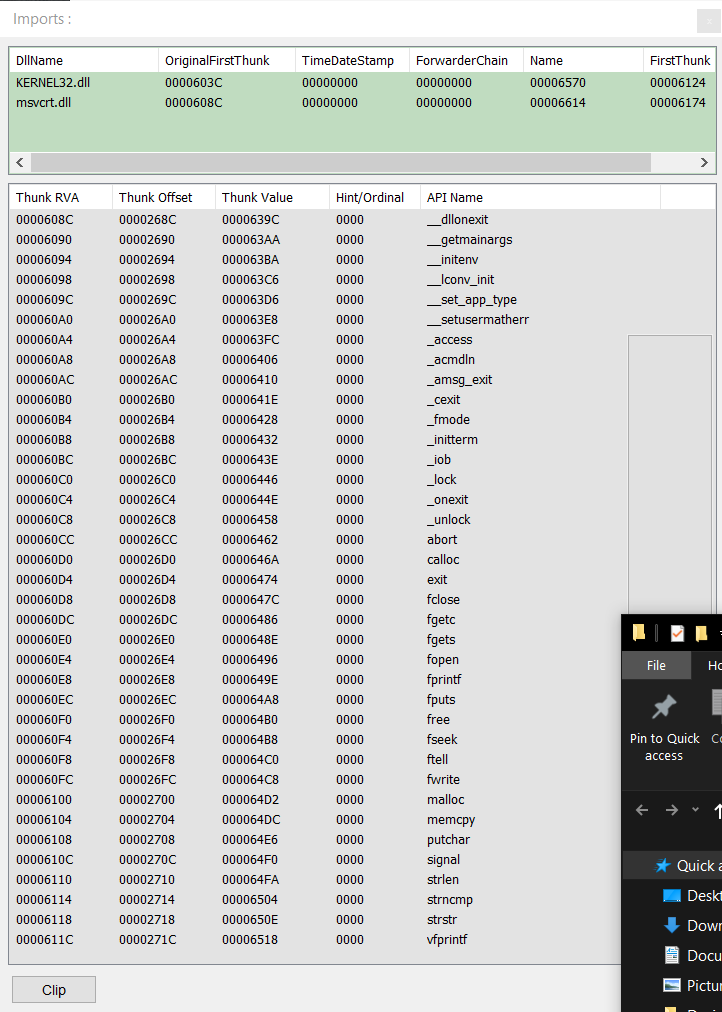 Imports :
DllName OriginalFirstThunk TimeDateStamp ForwarderChain Name FirstThunk
KERNEL32.dll 0000603C 00000000 00000000 00006570 00006124
msvcrt.dll 0000608C 00000000 00000000 00006614 00006174
Thunk RVA Thunk Offset Thunk Value Hint/Ordinal API Name
0000608C 0000268C 0000639C 0000 __dllonexit
00006090 00002690 000063AA 0000 __getmainargs
00006094 00002694 000063BA 0000 __initenv
00006098 00002698 000063C6 0000 __lconv_init
0000609C 0000269C 000063D6 0000 __set_app_type
000060A0 000026A0 000063E8 0000 __setusermatherr
000060A4 000026A4 000063FC 0000 _access
000060A8 000026A8 00006406 0000 _acmdln
000060AC 000026AC 00006410 0000 _amsg_exit
000060B0 000026B0 0000641E 0000 _cexit
000060B4 000026B4 00006428 0000 _fmode
000060B8 000026B8 00006432 0000 _initterm
000060BC 000026BC 0000643E 0000 _iob
000060C0 000026C0 00006446 0000 _lock
000060C4 000026C4 0000644E 0000 _onexit
000060C8 000026C8 00006458 0000 _unlock
000060CC 000026CC 00006462 0000 abort
000060D0 000026D0 0000646A 0000 calloc
000060D4 000026D4 00006474 0000 exit
000060D8 000026D8 0000647C 0000 fclose
000060DC 000026DC 00006486 0000 fgetc
000060E0 000026E0 0000648E 0000 fgets
000060E4 000026E4 00006496 0000 fopen
000060E8 000026E8 0000649E 0000 fprintf
000060EC 000026EC 000064A8 0000 fputs
000060F0 000026F0 000064B0 0000 free
000060F4 000026F4 000064B8 0000 fseek
000060F8 000026F8 000064C0 0000 ftell
000060FC 000026FC 000064C8 0000 fwrite
00006100 00002700 000064D2 0000 malloc
00006104 00002704 000064DC 0000 memcpy
00006108 00002708 000064E6 0000 putchar
0000610C 0000270C 000064F0 0000 signal
00006110 00002710 000064FA 0000 strlen
00006114 00002714 00006504 0000 strncmp
00006118 00002718 0000650E 0000 strstr
0000611C 0000271C 00006518 0000 vfprintf
Clip
File Ho
Pin to Quick
access
Co
Quick a
Deskt
Down
Docu
Pictur